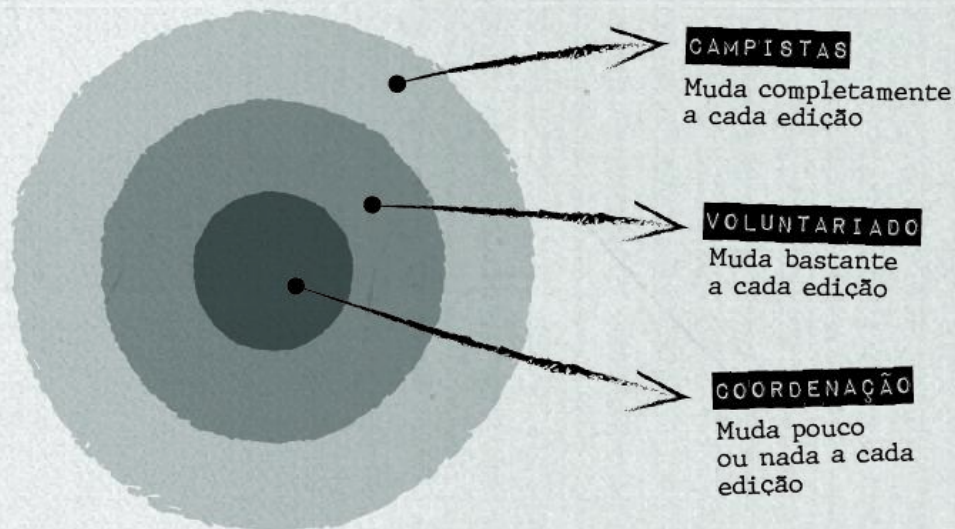 CAMPISTAS
Muda completamente
a cada edição
VOLUNTARIADO
Muda bastante
a cada edição
COORDENAÇÃO
Muda pouco
ou nada a cada
edição